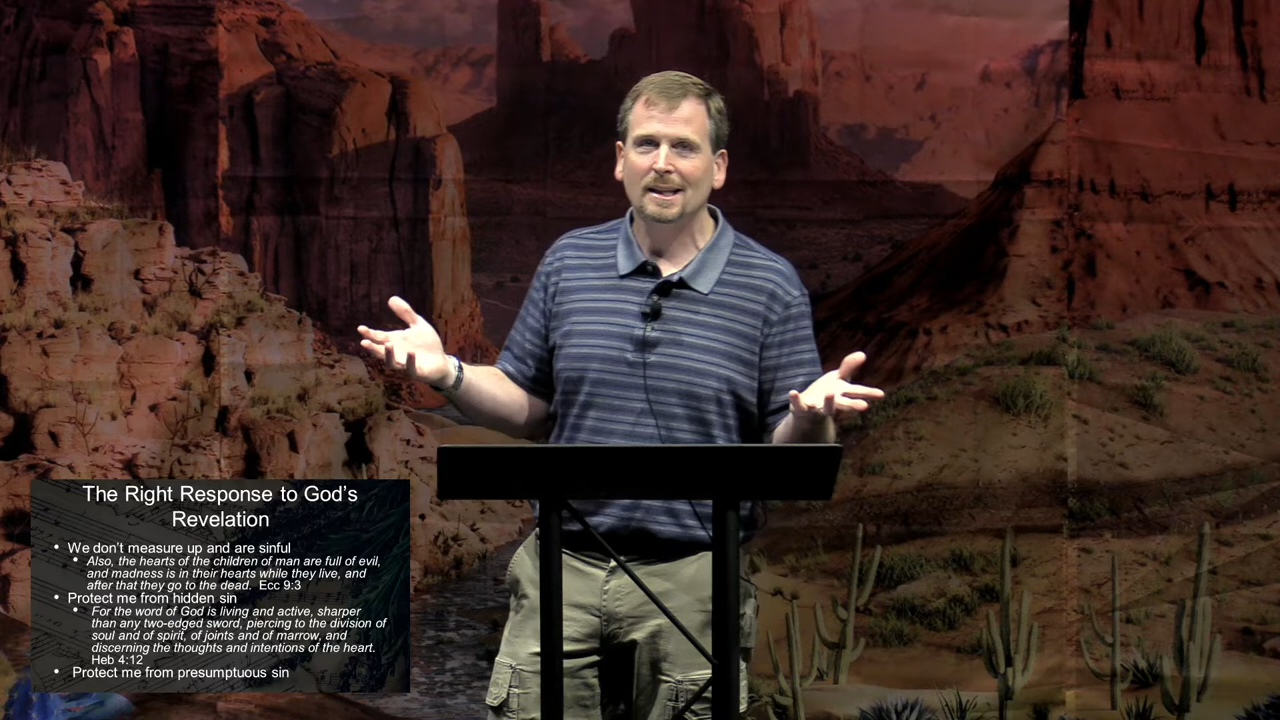 The Right Response to God's
Revelation
• We don't measure up and are sinful
• Also, the hearts of the children of man are full of evil,
and madness is in their hearts while they live, and
after that they go to the dead. Ecc 9:3
• Protect me from hidden sin
• For the word of God is living and active, sharper
than any two-edged sword, piercing to the division of
soul and of spirit, of joints and of marrow, and
discerning the thoughts and intentions of the heart.
Heb 4:12
• Protect me from presumptuous sin